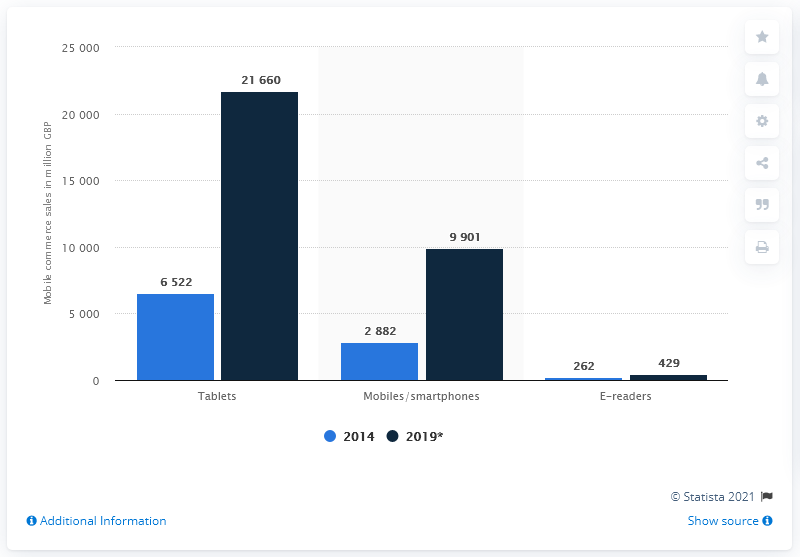 25 000
20 000
15 000
10 000
5 000
0
Mobile commerce sales in million GBP
21 660
6 522
9 901
2 882
262
429
Tablets
Mobiles/smartphones
E-readers
2014
2019*
© Statista 2021
Additional Information
Show source